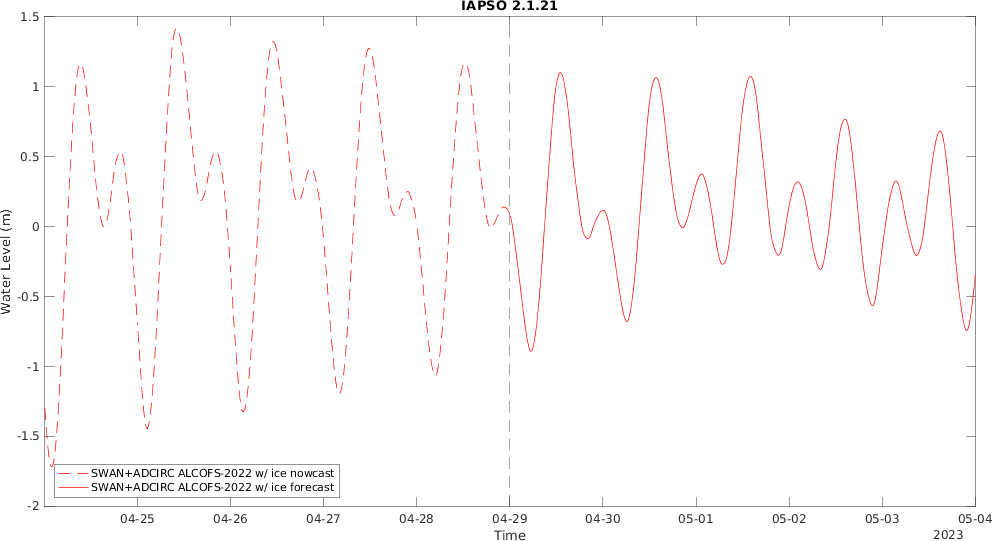 IAPSO 2.1.21
1.5
1
0.5
0
-0.5
-1
-1.5
-2
Water Level (m)
SWAN+ADCIRC ALCOFS-2022 w/ ice nowcast
SWAN+ADCIRC ALCOFS-2022 w/ ice forecast
04-25 04-26 04-27 04-28 04-29 04-30 05-01 05-02 05-03 05-04
Time
2023